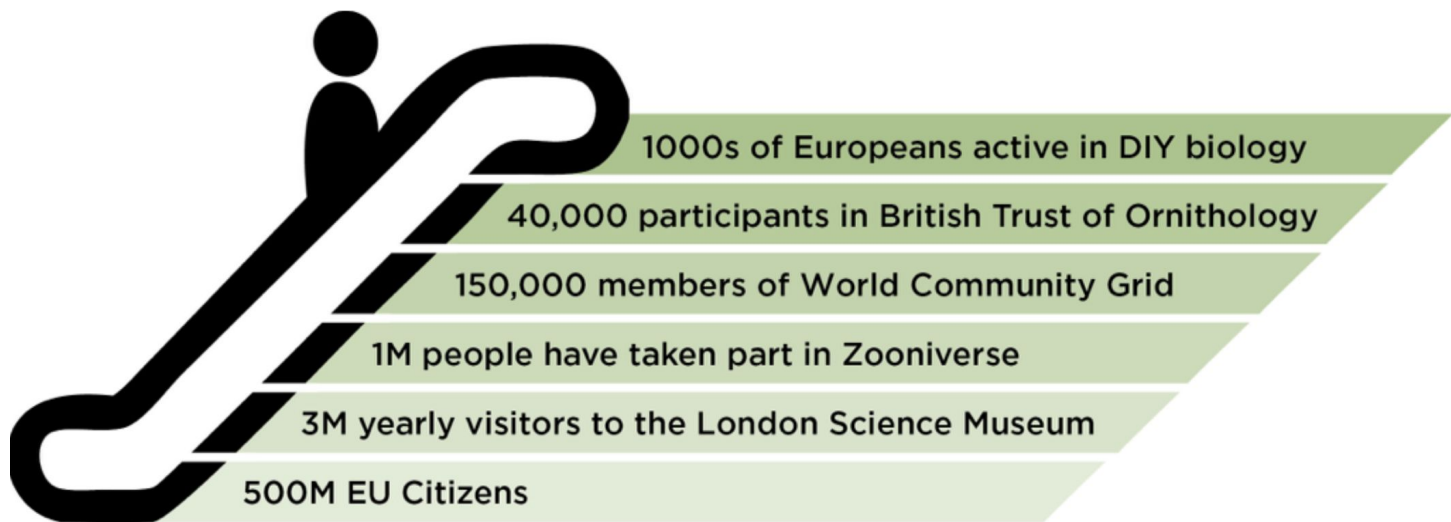 1000s of Europeans active in DIY biology
40,000 participants in British Trust of Ornithology
150,000 members of World Community Grid
1M people have taken part in Zooniverse
3M yearly visitors to the London Science Museum
500M EU Citizens